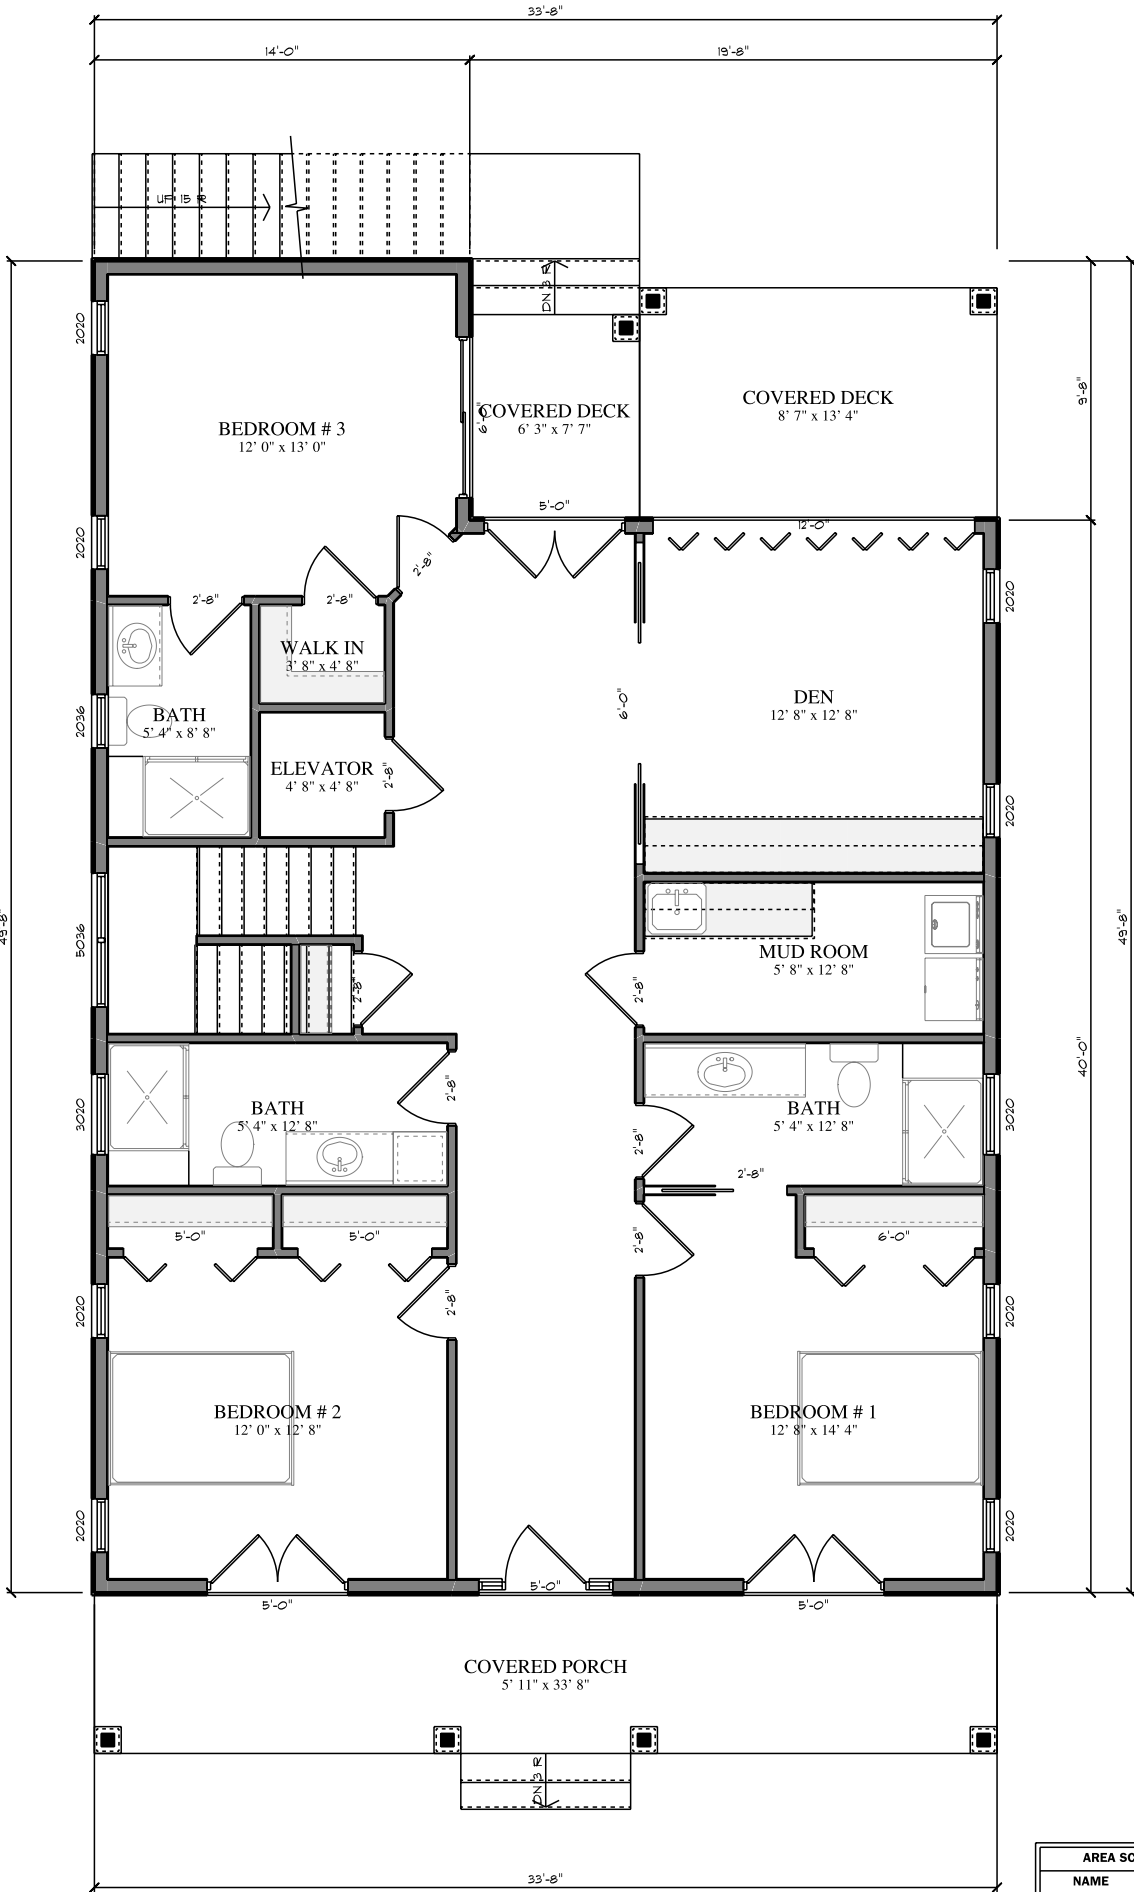 33'-8"
14'-0"
19'-8"
UP 15 R
DN 3 R
2020
BEDROOM # 3
12' 0" x 13' 0"
6'-0"
COVERED DECK
6' 3" x 7' 7"
COVERED DECK
8' 7" x 13' 4"
9'-8"
5'-0"
12'-0"
2020
2'-8"
2020
2'-8"
2'-8"
WALK IN
3' 8" x 4' 8"
6'-0"
DEN
12' 8" x 12' 8"
2036
BATH
5' 4" x 8' 8"
ELEVATOR
4' 8" x 4' 8"
2'-8"
2020
49'-8"
5036
MUD ROOM
5' 8" x 12' 8"
49'-8"
2'-8"
2'-8"
40'-0"
3020
BATH
5' 4" x 12' 8"
2'-8"
BATH
5' 4" x 12' 8"
3020
2'-8"
2'-8"
5'-0"
5'-0"
2'-8"
6'-0"
2020
2'-8"
2020
BEDROOM # 2
12' 0" x 12' 8"
BEDROOM # 1
12' 8" x 14' 4"
2020
2020
5'-0"
5'-0"
5'-0"
COVERED PORCH
5' 11" x 33' 8"
DN 3 R
33'-8"
AREA SC
NAME